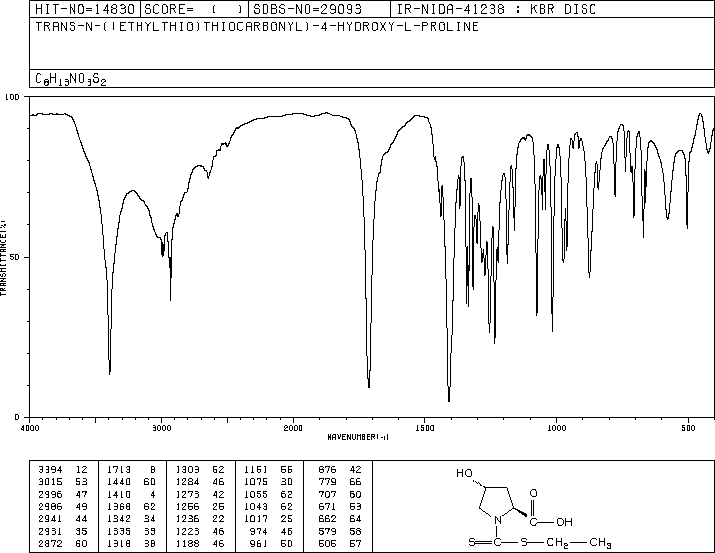 HIT-NO=14830 SCORE= ( ) SDBS-NO=29093 IR-NIDA-41238 : KBR DISC
TRANS-N-((ETHYLTHIO)THIOCARBONYL)-4-HYDROXY-L-PROLINE
C8H13NO3S2
100
50
0
TRANSMITTANCE(%)
4000 3000 2000 1500 1000 500
WAVENUMBER(-1)
3394 12 1713 8 1303 62 1161 55 876 42
3015 53 1440 60 1284 46 1075 30 779 66
2996 47 1410 4 1273 42 1055 62 707 60
2986 49 1368 62 1256 25 1043 62 671 53
2941 44 1342 34 1236 22 1017 25 662 64
2931 35 1335 33 1223 46 974 46 579 58
2872 60 1318 38 1188 46 961 50 505 57
HO
O
OH
N
S C S CH2 CH3